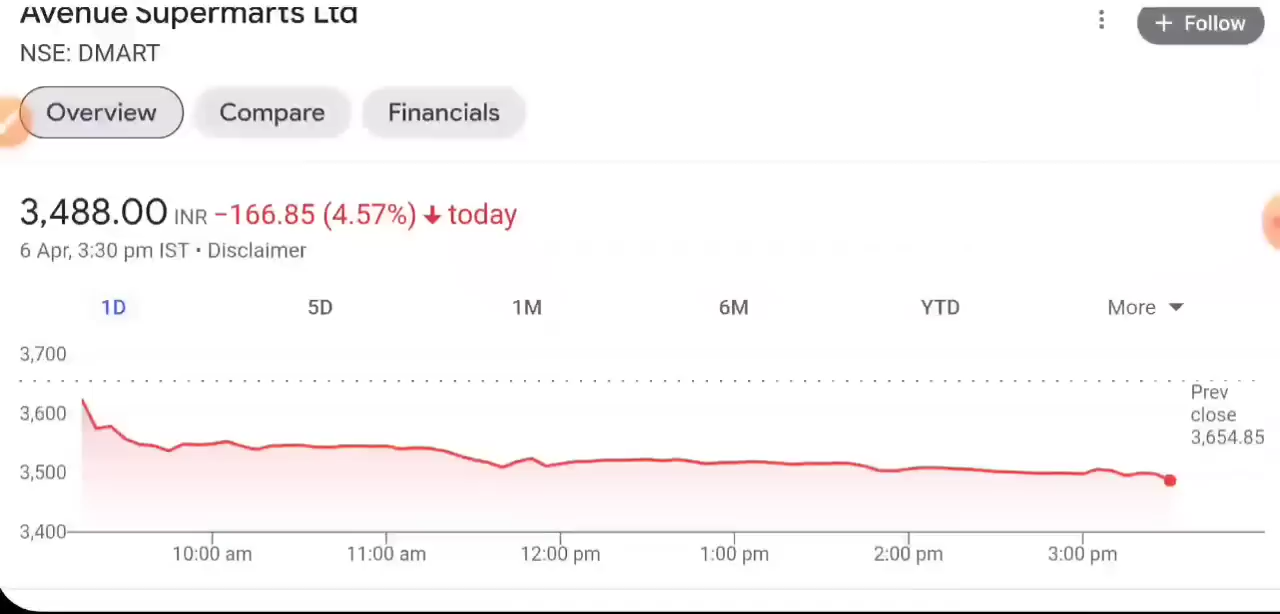 Avenue Supermarts Ltd
+ Follow
NSE: DMART
Overview Compare Financials
3,488.00 INR −166.85 (4.57%) ↓ today
6 Apr, 3:30 pm IST • Disclaimer
1D 5D 1M 6M YTD More
3,700
Prev
close
3,654.85
3,600
3,500
3,400
10:00 am 11:00 am 12:00 pm 1:00 pm 2:00 pm 3:00 pm